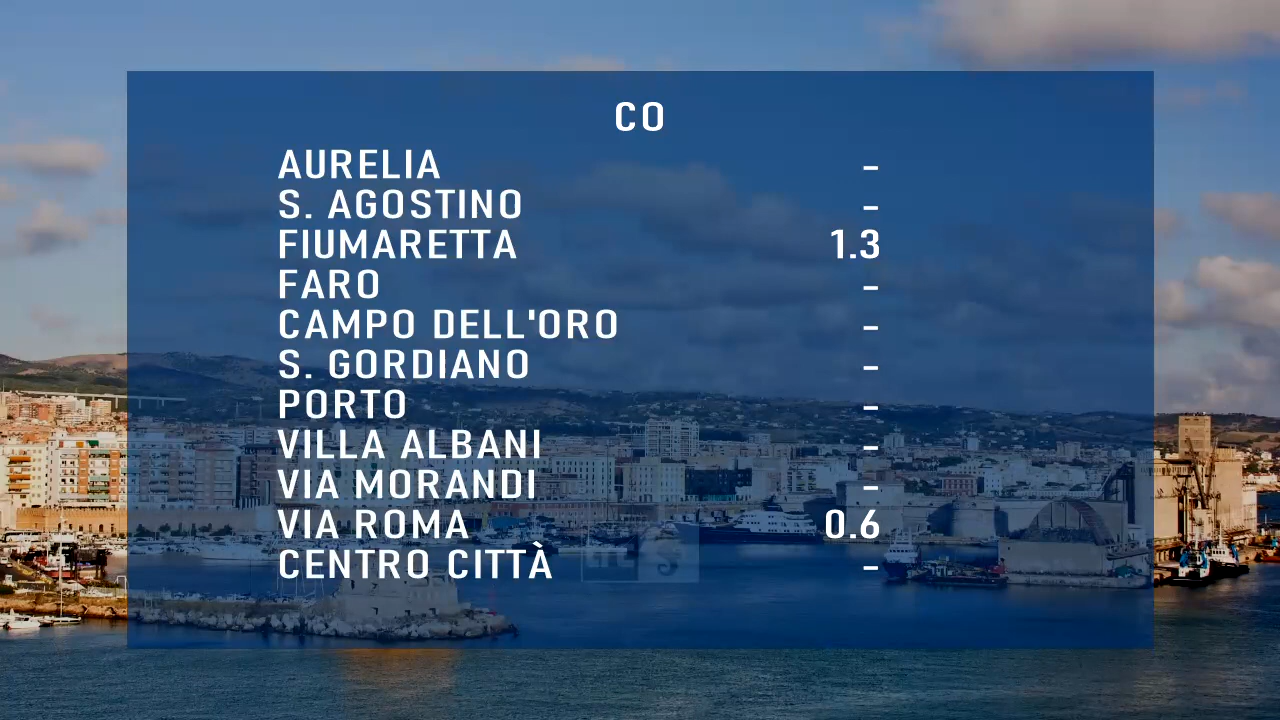 CO
AURELIA –
S. AGOSTINO –
FIUMARETTA 1.3
FARO –
CAMPO DELL'ORO –
S. GORDIANO –
PORTO –
VILLA ALBANI –
VIA MORANDI –
VIA ROMA 0.6
CENTRO CITTÀ –